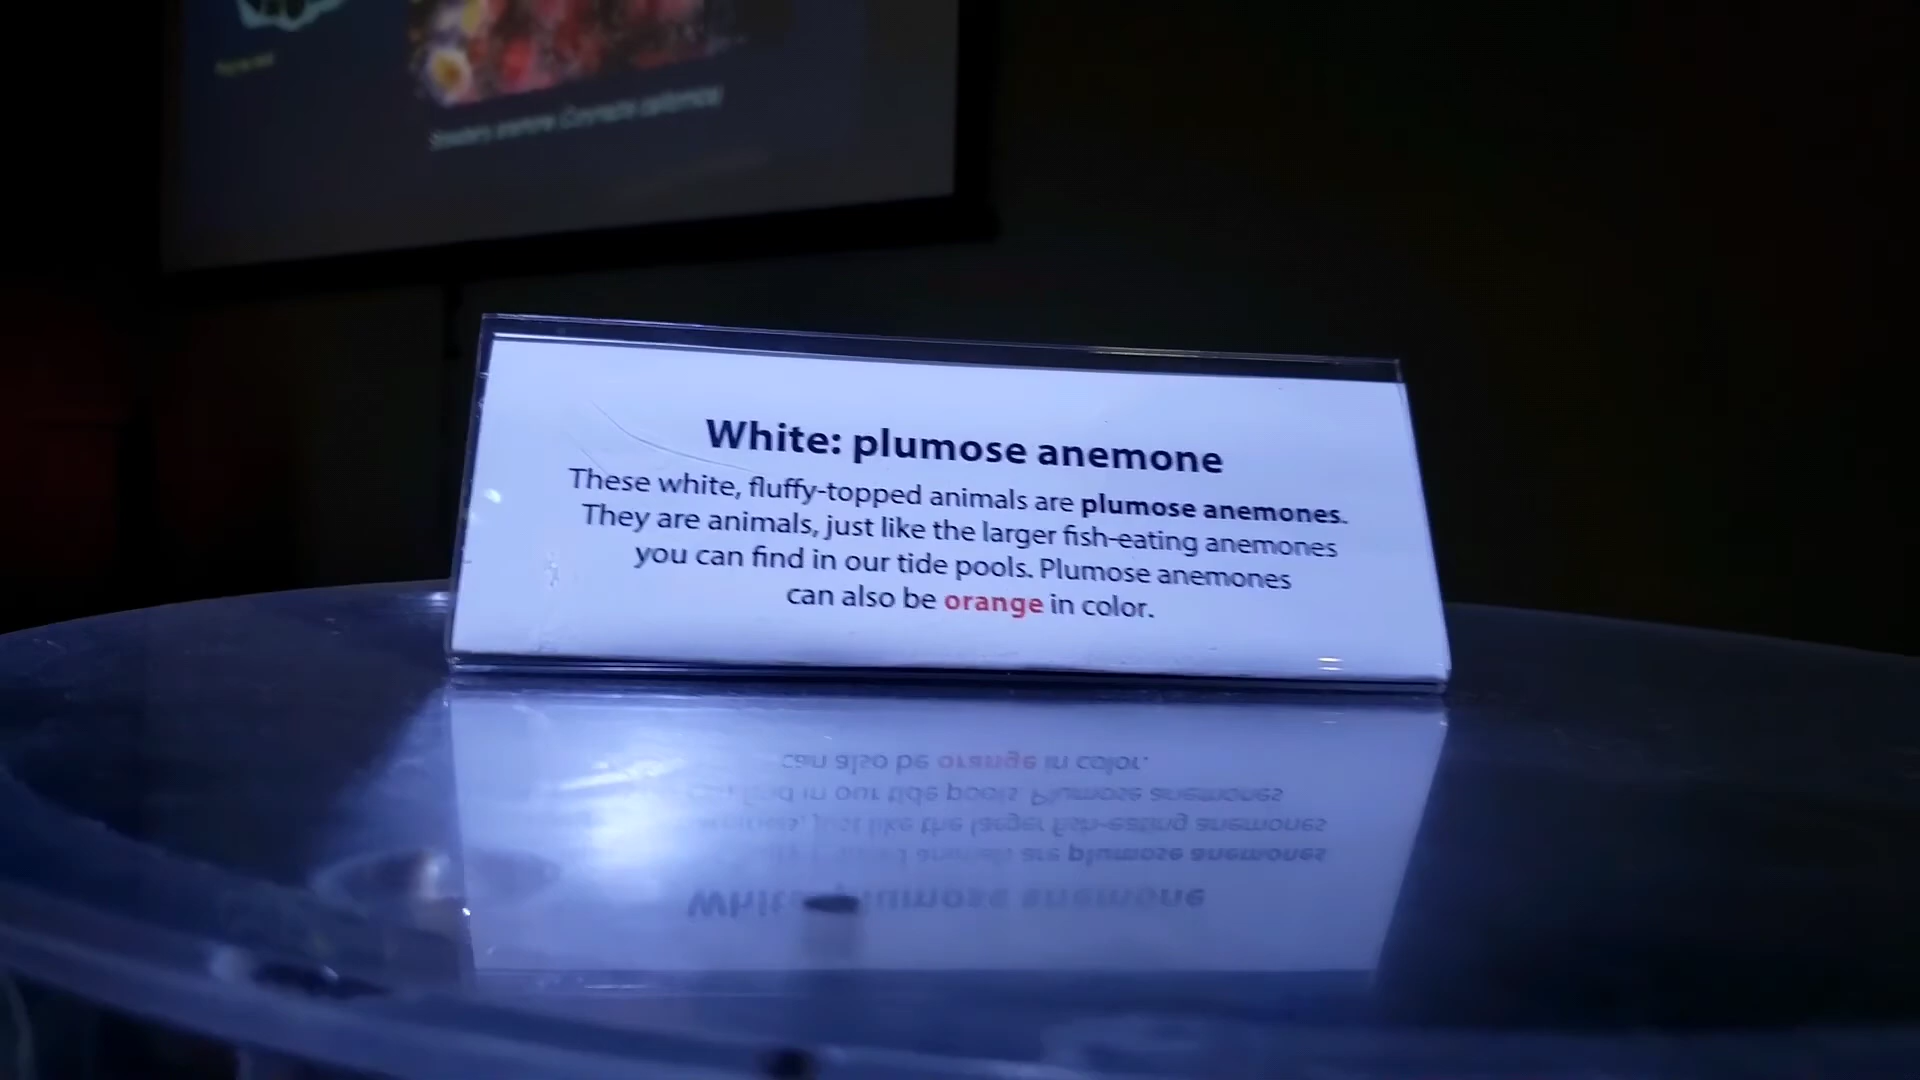 anemone
White: plumose anemone
These white, fluffy-topped animals are plumose anemones.
They are animals, just like the larger fish-eating anemones
you can find in our tide pools. Plumose anemones
can also be orange in color.